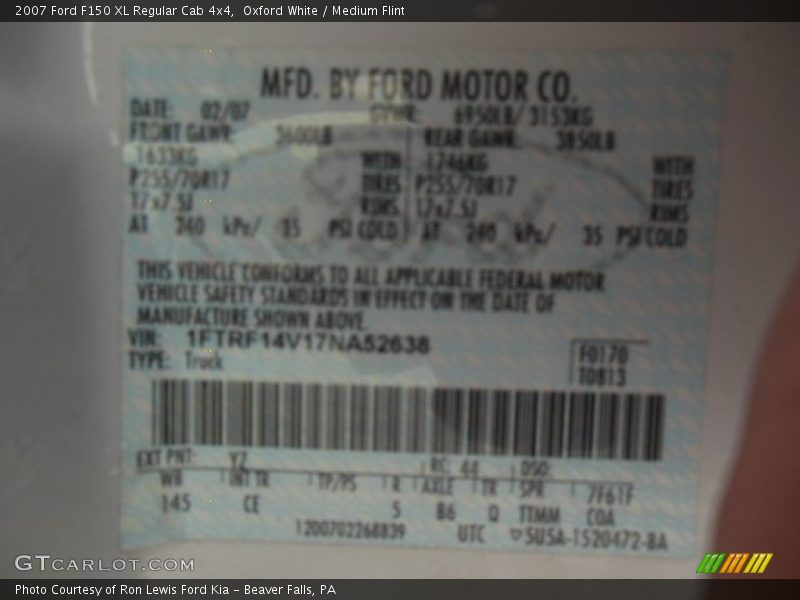 2007 Ford F150 XL Regular Cab 4x4, Oxford White / Medium Flint
MFD. BY FORD MOTOR CO.
DATE: 02/07 GVWR: 6950LB/ 3153KG
FRONT GAWR: 3600LB REAR GAWR: 3850LB
1633KG WITH 1746KG WITH
P255/70R17 TIRES P255/70R17 TIRES
17x7.5J RIMS 17x7.5J RIMS
AT 240 kPa/ 35 PSI COLD AT 240 kPa/ 35 PSI COLD
THIS VEHICLE CONFORMS TO ALL APPLICABLE FEDERAL MOTOR
VEHICLE SAFETY STANDARDS IN EFFECT ON THE DATE OF
MANUFACTURE SHOWN ABOVE.
VIN: 1FTRF14V17NA52638
F0170
TYPE: Truck
T0813
EXT PNT: YZ RC: 44 DSO:
WB INT TR TP/PS R AXLE TR SPR 7F6TF
145 CE 5 B6 Q TTMM COA
1200702268839 UTC ▽5U5A-1520472-BA
GTCARLOT.COM
Photo Courtesy of Ron Lewis Ford Kia - Beaver Falls, PA